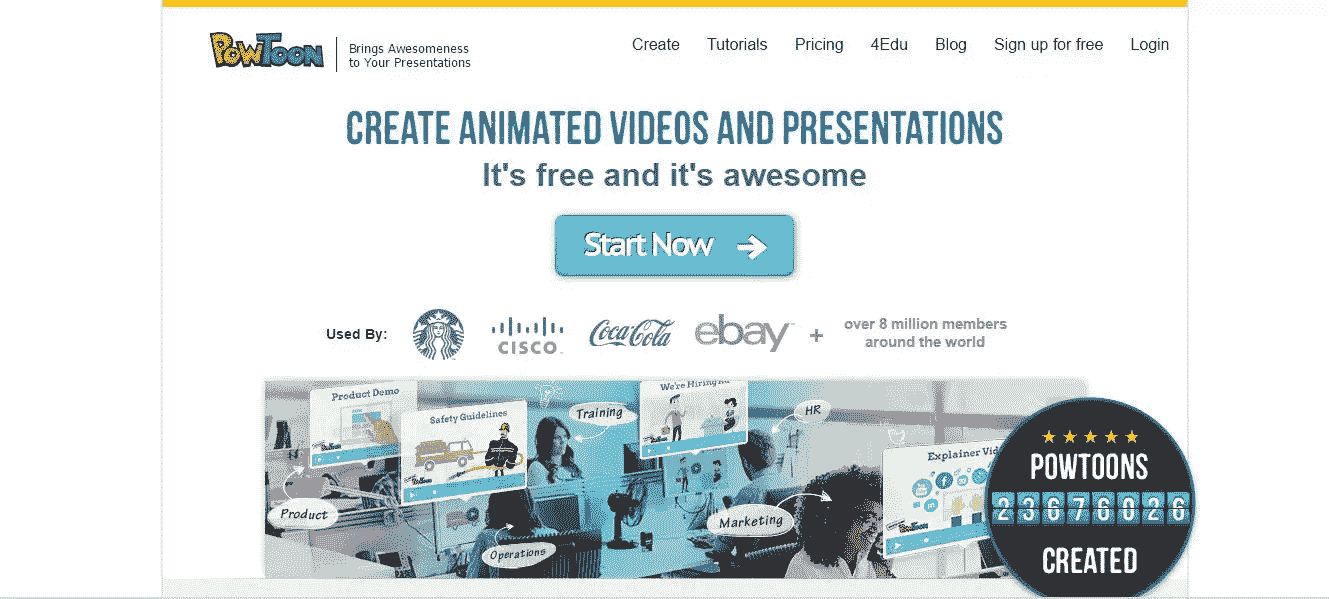 PowToon
Brings Awesomeness
to Your Presentations
Create Tutorials Pricing 4Edu Blog Sign up for free Login
CREATE ANIMATED VIDEOS AND PRESENTATIONS
It's free and it's awesome
Start Now
Used By:
CISCO
Coca-Cola
ebay
+
over 8 million members
around the world
Product Demo
Safety Guidelines
Training
We're Hiring
HR
Explainer Vid
Product
Operations
Marketing
PowToon
POWTOONS
23676026
CREATED